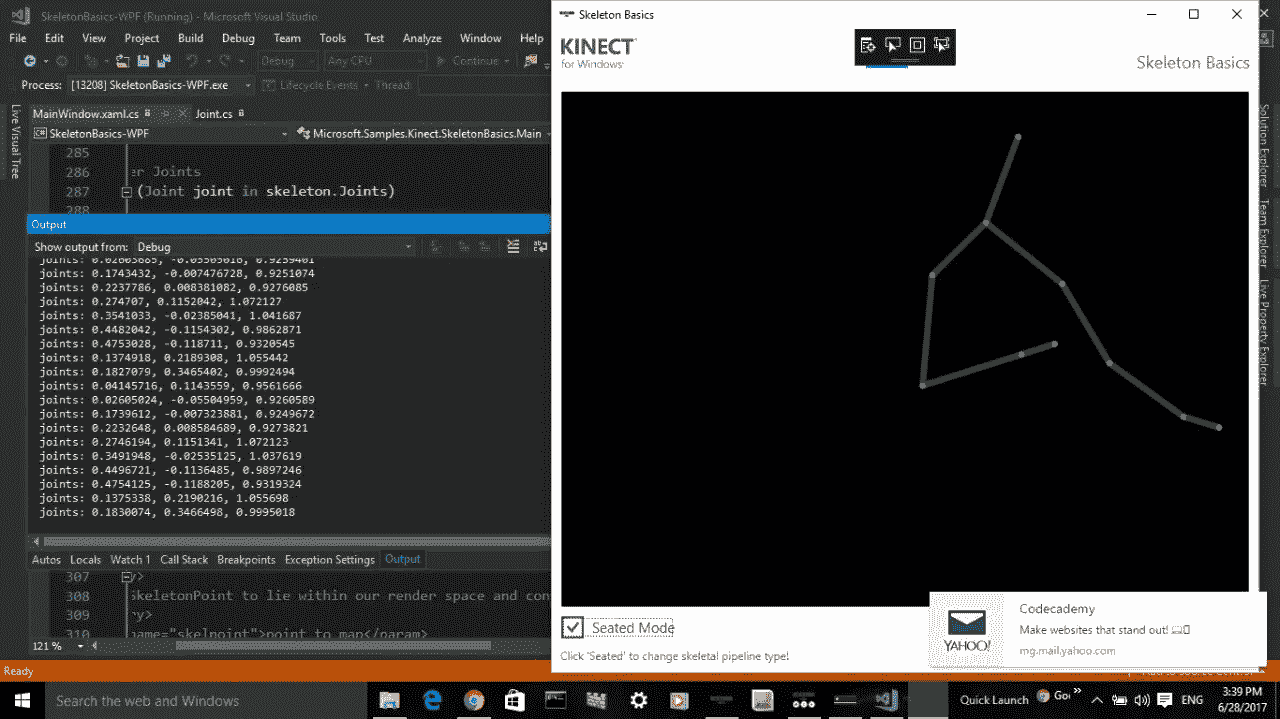 SkeletonBasics-WPF (Running) - Microsoft Visual Studio
File Edit View Project Build Debug Team Tools Test Analyze Window Help
Debug Any CPU Continue
Process: [13208] SkeletonBasics-WPF.exe Lifecycle Events Thread:
MainWindow.xaml.cs Joint.cs
SkeletonBasics-WPF Microsoft.Samples.Kinect.SkeletonBasics.Main
Live Visual Tree
285
286 er Joints
287 (Joint joint in skeleton.Joints)
288
Output
Show output from: Debug
joints: 0.1743432, -0.007476728, 0.9251074
joints: 0.2237786, 0.008381082, 0.9276085
joints: 0.274707, 0.1152042, 1.072127
joints: 0.3541033, -0.02385041, 1.041687
joints: 0.4482042, -0.1154302, 0.9862871
joints: 0.4733028, -0.118711, 0.9320545
joints: 0.1374918, 0.2189308, 1.055442
joints: 0.1827079, 0.3465402, 0.9992494
joints: 0.04145716, 0.1143559, 0.9561666
joints: 0.02605024, -0.05504959, 0.9260589
joints: 0.1739612, -0.007323881, 0.9249672
joints: 0.2232648, 0.008584689, 0.9273821
joints: 0.2746194, 0.1151341, 1.072123
joints: 0.3491948, -0.02535125, 1.037819
joints: 0.4496721, -0.1136485, 0.9897246
joints: 0.4734125, -0.1188205, 0.9319324
joints: 0.1375338, 0.2190216, 1.055698
joints: 0.1830074, 0.3466498, 0.9995018
Autos Locals Watch 1 Call Stack Breakpoints Exception Settings Output
307 />
308 SkeletonPoint to lie within our render space and con
309 y>
310 name="skelpoint">point to map</param>
121 %
Ready
Skeleton Basics
KINECT
for Windows
Skeleton Basics
Seated Mode
Click 'Seated' to change skeletal pipeline type!
Solution Explorer Team Explorer Live Property Explorer
YAHOO!
Codecademy
Make websites that stand out!
mg.mail.yahoo.com
Search the web and Windows
Quick Launch
ENG
3:39 PM
6/28/2017